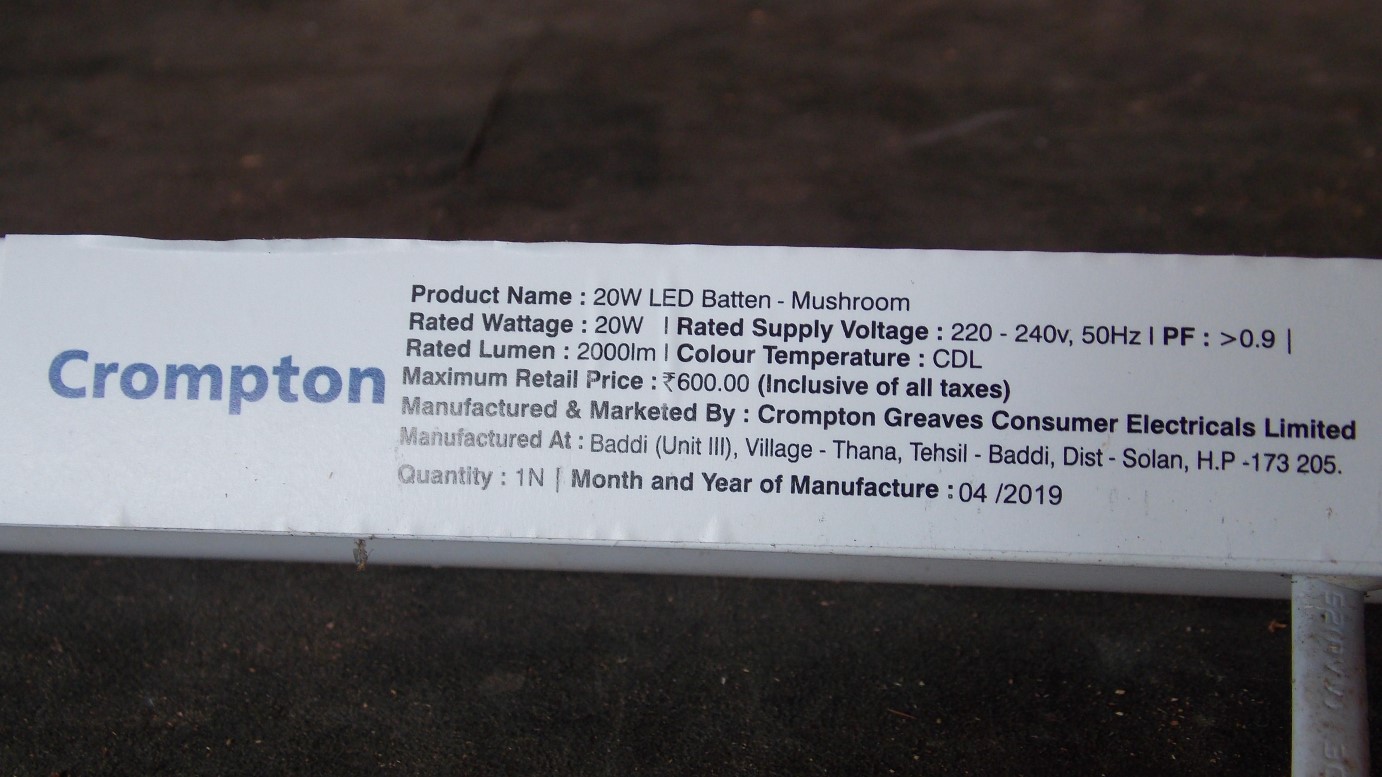 Crompton
Product Name : 20W LED Batten - Mushroom
Rated Wattage : 20W | Rated Supply Voltage : 220 - 240v, 50Hz | PF : >0.9 |
Rated Lumen : 2000lm | Colour Temperature : CDL
Maximum Retail Price : ₹600.00 (Inclusive of all taxes)
Manufactured & Marketed By : Crompton Greaves Consumer Electricals Limited
Manufactured At : Baddi (Unit III), Village - Thana, Tehsil - Baddi, Dist - Solan, H.P -173 205.
Quantity : 1N | Month and Year of Manufacture : 04 /2019